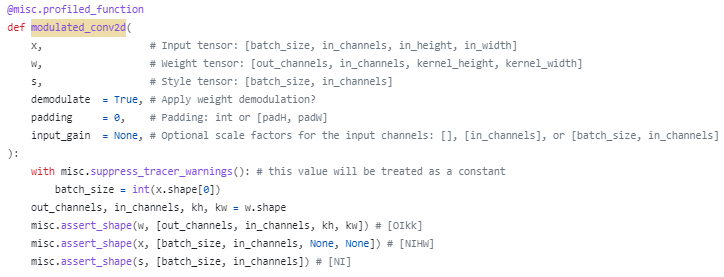 @misc.profiled_function
def modulated_conv2d(
    x,                  # Input tensor: [batch_size, in_channels, in_height, in_width]
    w,                  # Weight tensor: [out_channels, in_channels, kernel_height, kernel_width]
    s,                  # Style tensor: [batch_size, in_channels]
    demodulate  = True, # Apply weight demodulation?
    padding     = 0,    # Padding: int or [padH, padW]
    input_gain  = None, # Optional scale factors for the input channels: [], [in_channels], or [batch_size, in_channels]
):
    with misc.suppress_tracer_warnings(): # this value will be treated as a constant
        batch_size = int(x.shape[0])
    out_channels, in_channels, kh, kw = w.shape
    misc.assert_shape(w, [out_channels, in_channels, kh, kw]) # [OIkk]
    misc.assert_shape(x, [batch_size, in_channels, None, None]) # [NIHW]
    misc.assert_shape(s, [batch_size, in_channels]) # [NI]